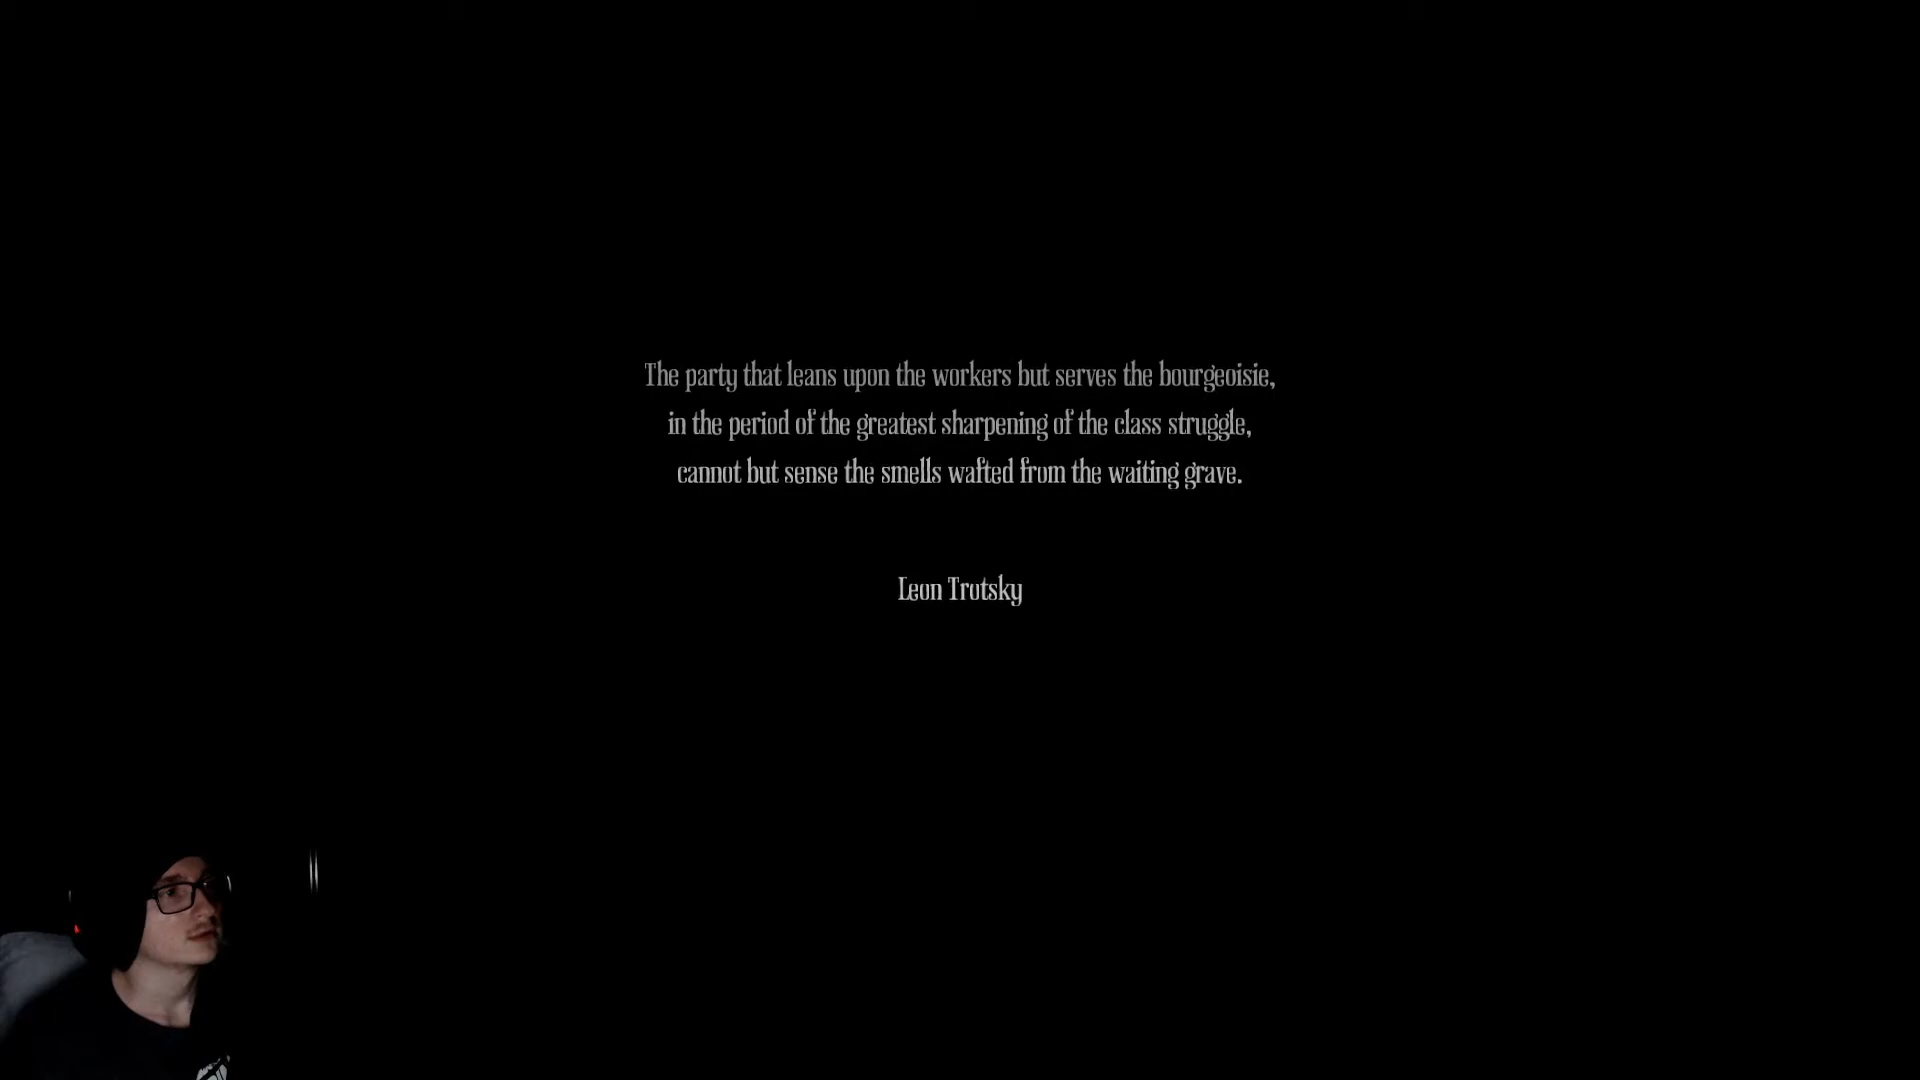 The party that leans upon the workers but serves the bourgeoisie,
in the period of the greatest sharpening of the class struggle,
cannot but sense the smells wafted from the waiting grave.
Leon Trotsky